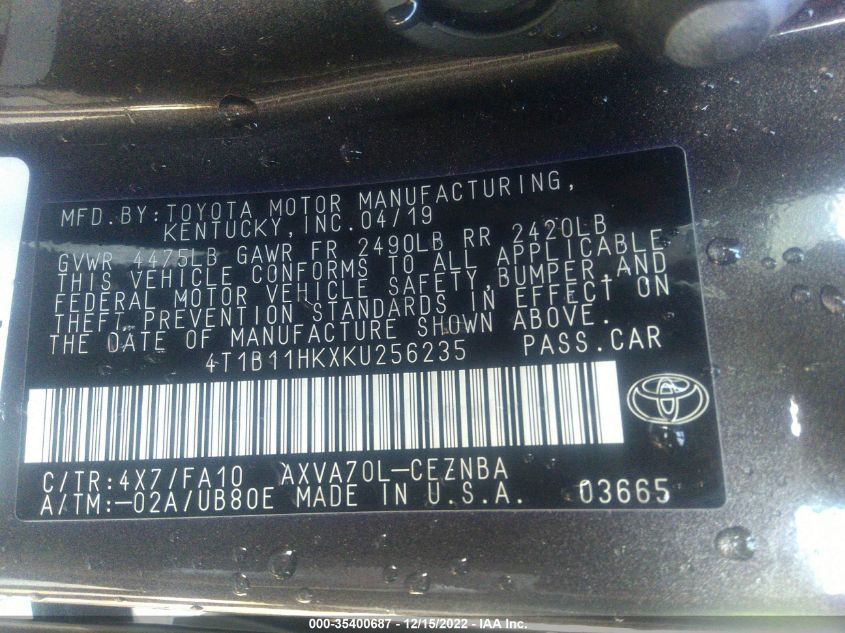 MFD.BY:TOYOTA MOTOR MANUFACTURING,
KENTUCKY,INC.04/19
GVWR 4475LB GAWR FR 2490LB RR 2420LB
THIS VEHICLE CONFORMS TO ALL APPLICABLE
FEDERAL MOTOR VEHICLE SAFETY,BUMPER,AND
THEFT PREVENTION STANDARDS IN EFFECT ON
THE DATE OF MANUFACTURE SHOWN ABOVE.
4T1B11HKXKU256235 PASS.CAR
C/TR:4X7/FA10 AXVA70L-CEZNBA
A/TM:-02A/UB80E MADE IN U.S.A. 03665
000-35400687 - 12/15/2022 - IAA Inc.